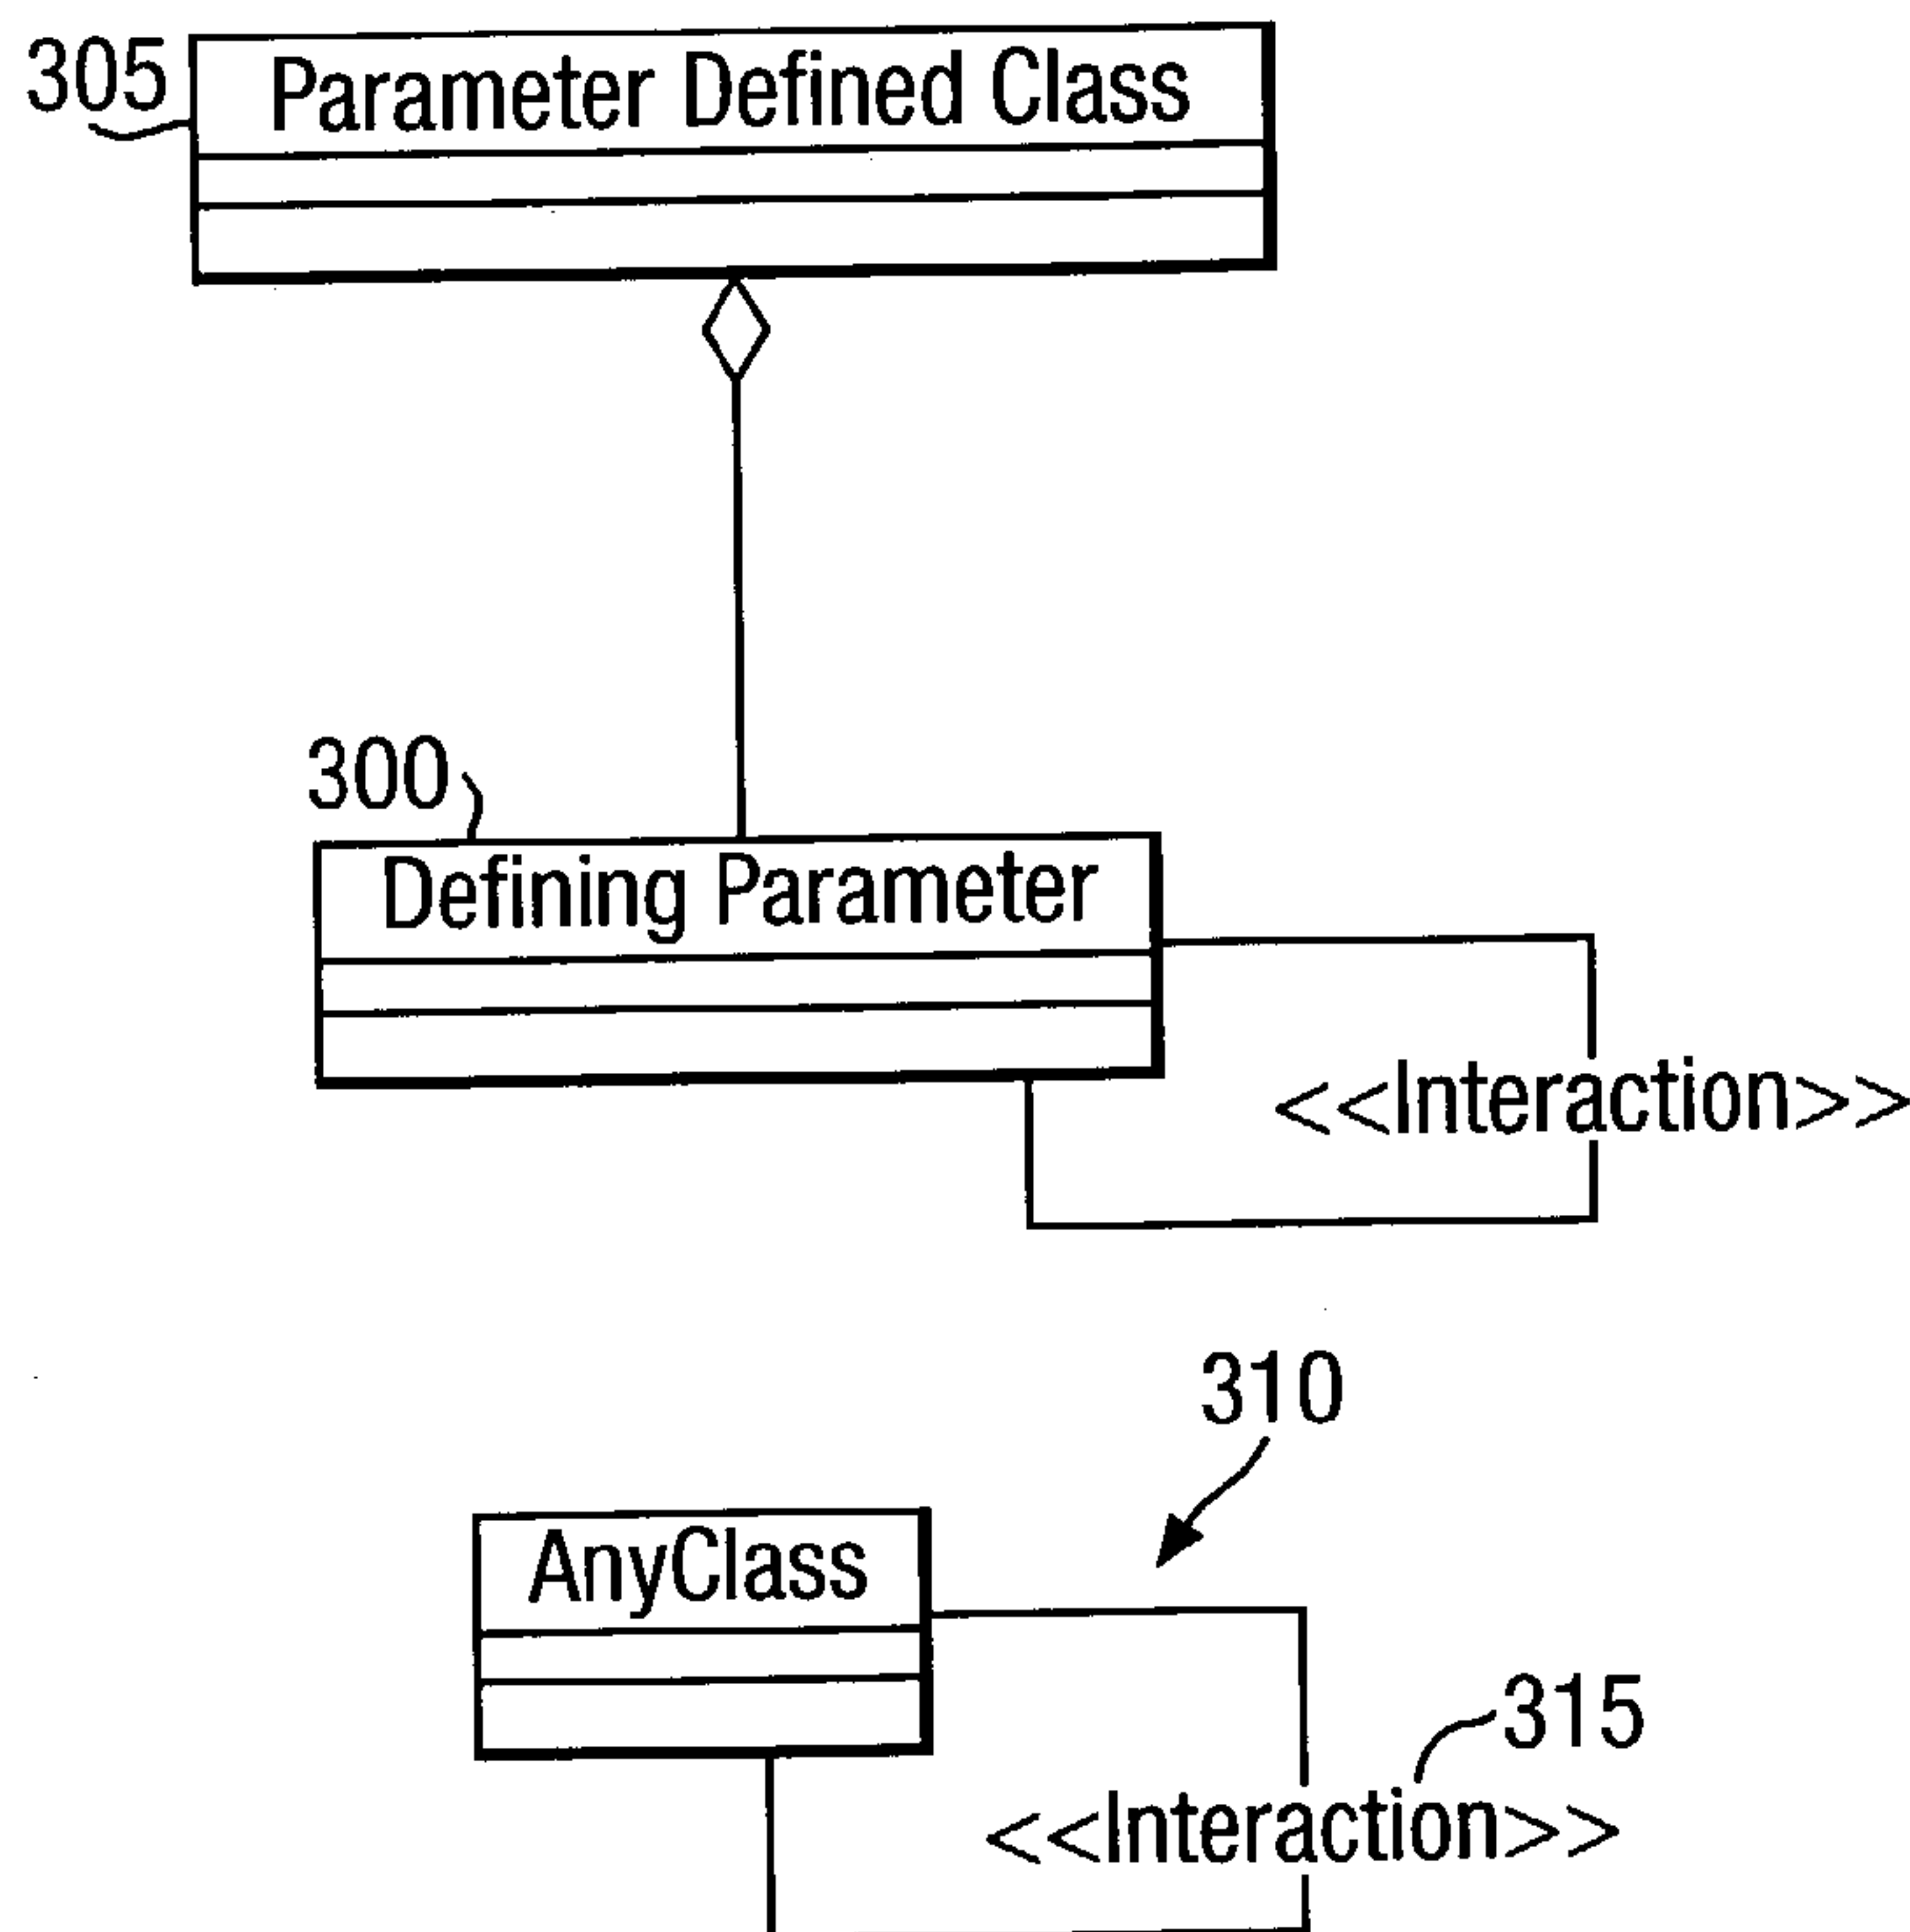 305
Parameter Defined Class
300
Defining Parameter
<<Interaction>>
310
AnyClass
315
<<Interaction>>